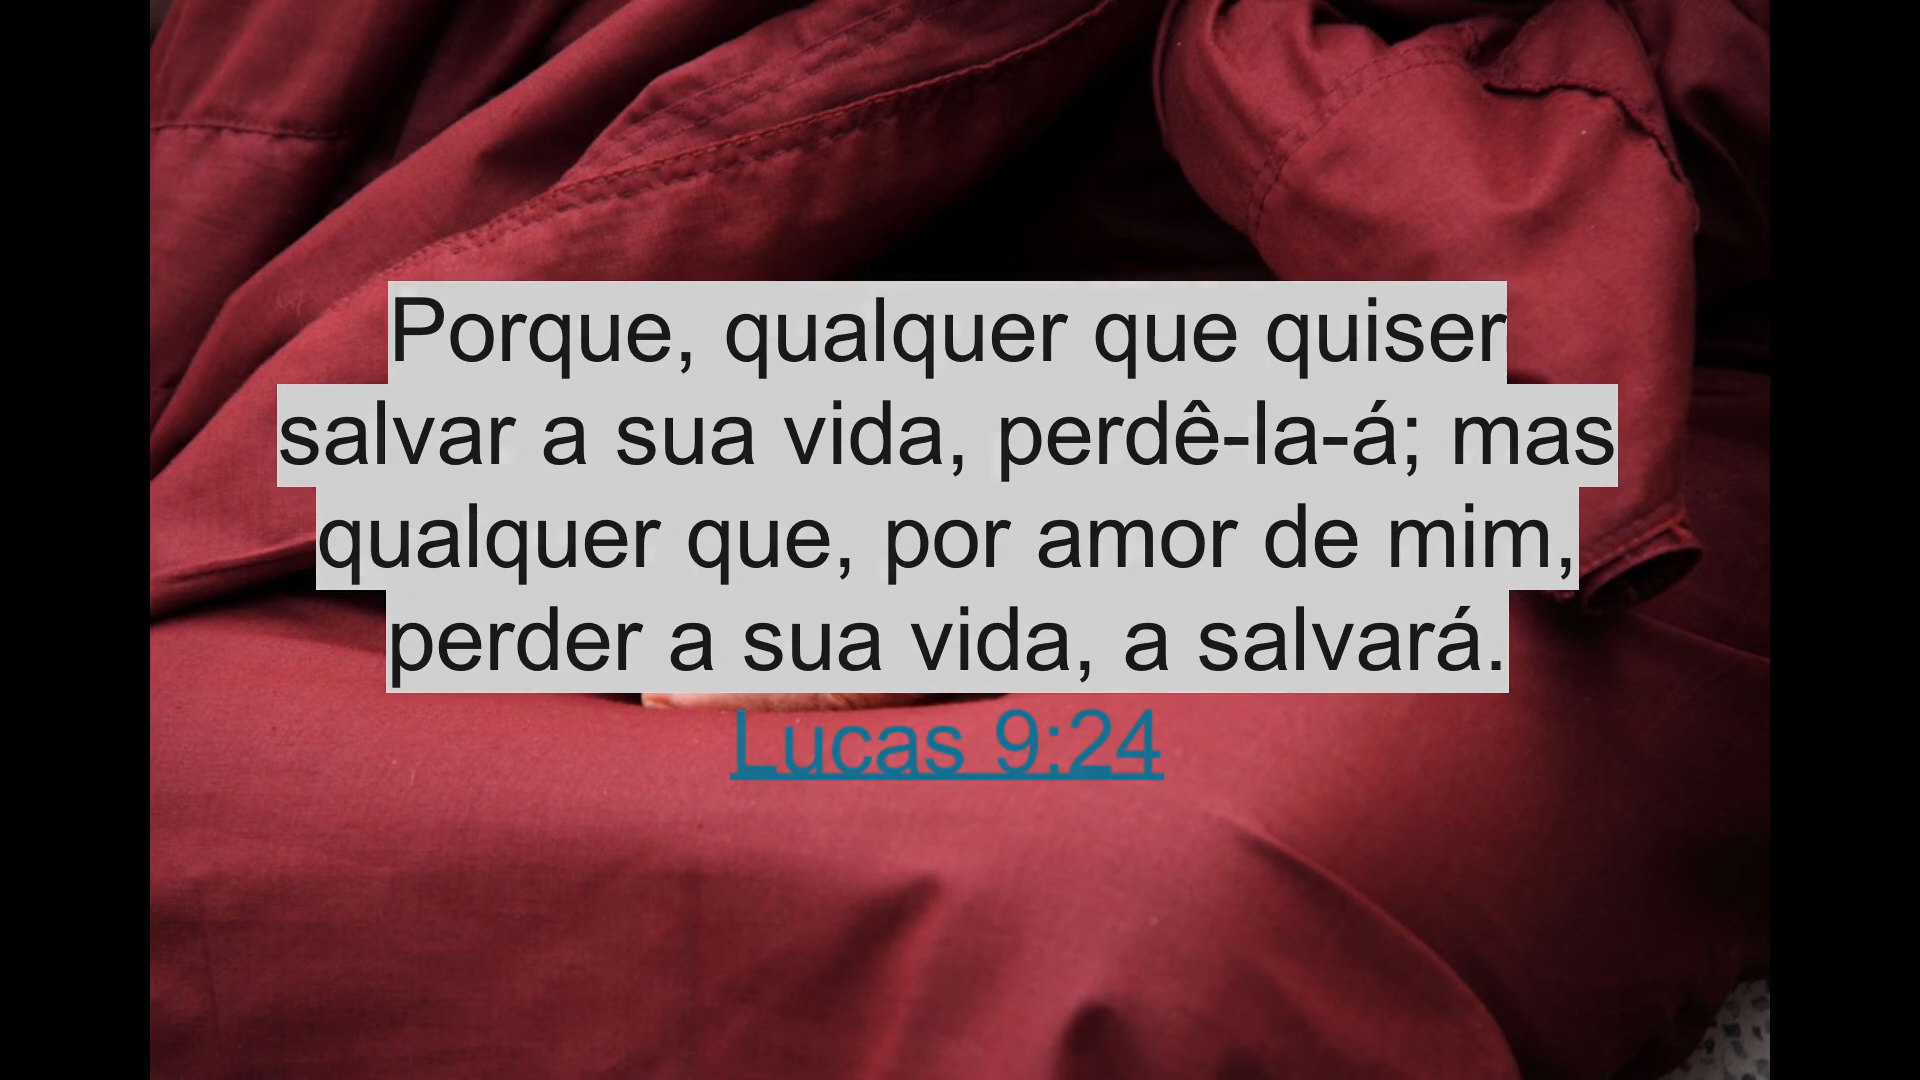 Porque, qualquer que quiser
salvar a sua vida, perdê-la-á; mas
qualquer que, por amor de mim,
perder a sua vida, a salvará.
Lucas 9:24